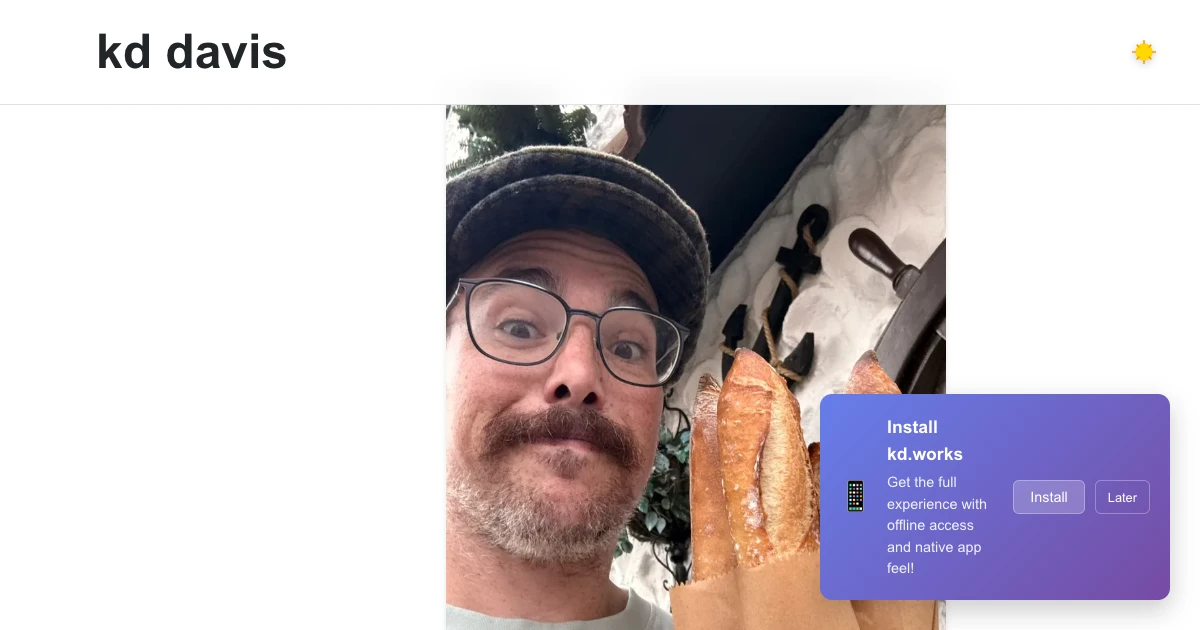 kd davis
Install
kd.works
Get the full
experience with
offline access
and native app
feel!
Install
Later